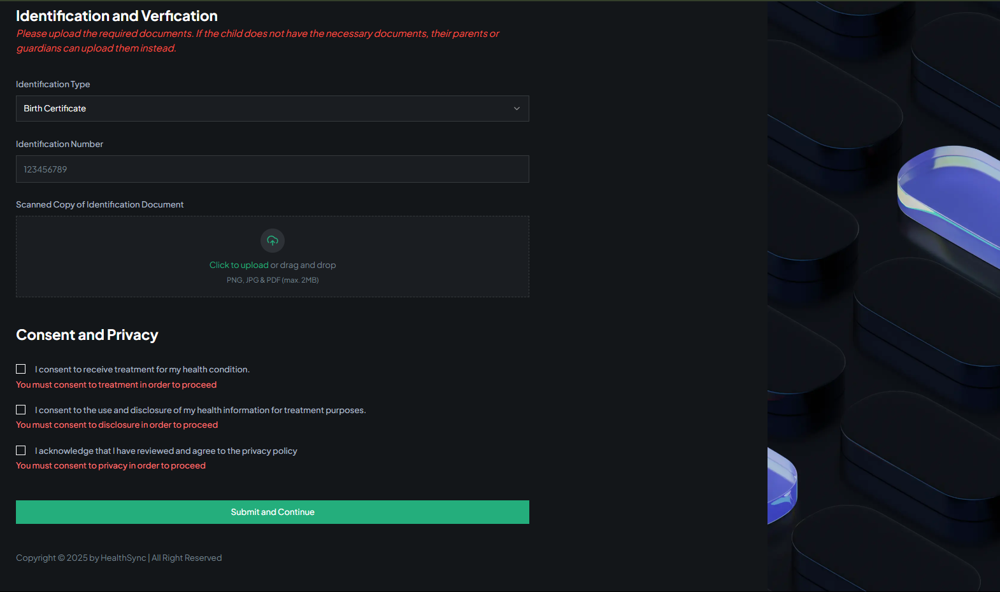 Identification and Verfication
Please upload the required documents. If the child does not have the necessary documents, their parents or
guardians can upload them instead.
Identification Type
Birth Certificate
Identification Number
123456789
Scanned Copy of Identification Document
Click to upload or drag and drop
PNG, JPG & PDF (max. 2MB)
Consent and Privacy
I consent to receive treatment for my health condition.
You must consent to treatment in order to proceed
I consent to the use and disclosure of my health information for treatment purposes.
You must consent to disclosure in order to proceed
I acknowledge that I have reviewed and agree to the privacy policy
You must consent to privacy in order to proceed
Submit and Continue
Copyright © 2025 by HealthSync | All Right Reserved